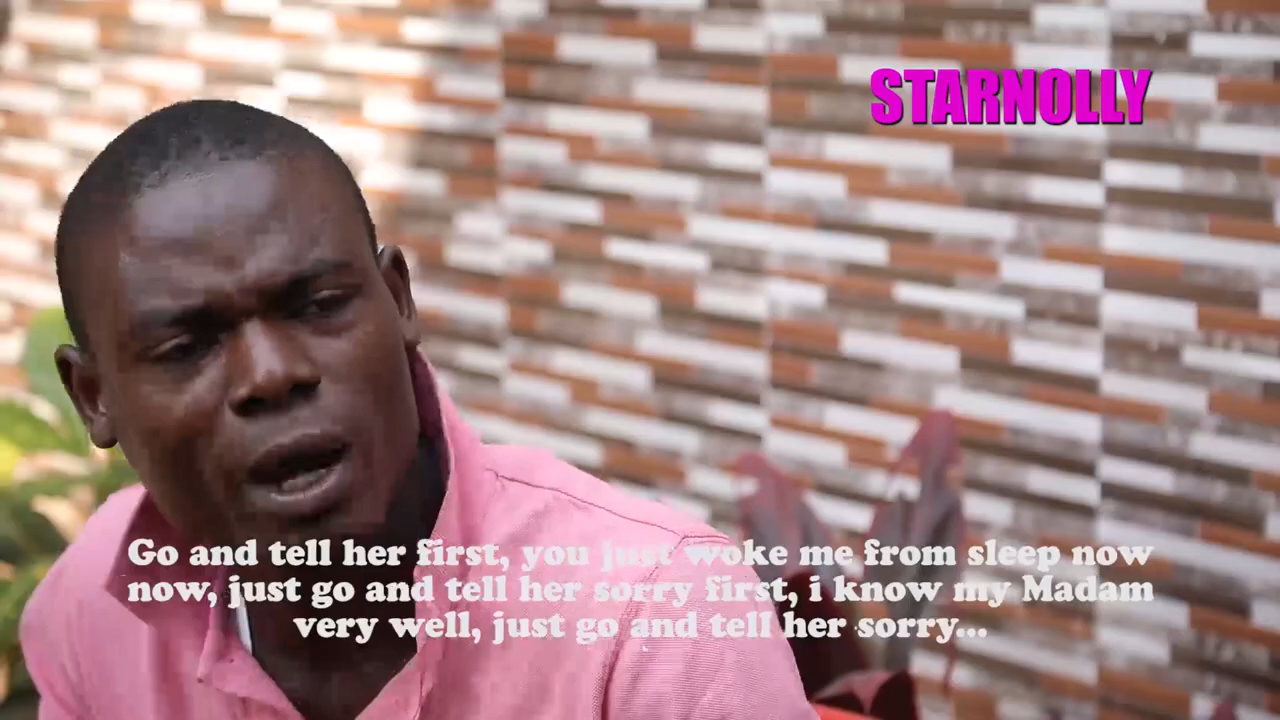 STARNOLLY
Go and tell her first, you just woke me from sleep now
now, just go and tell her sorry first, i know my Madam
very well, just go and tell her sorry...